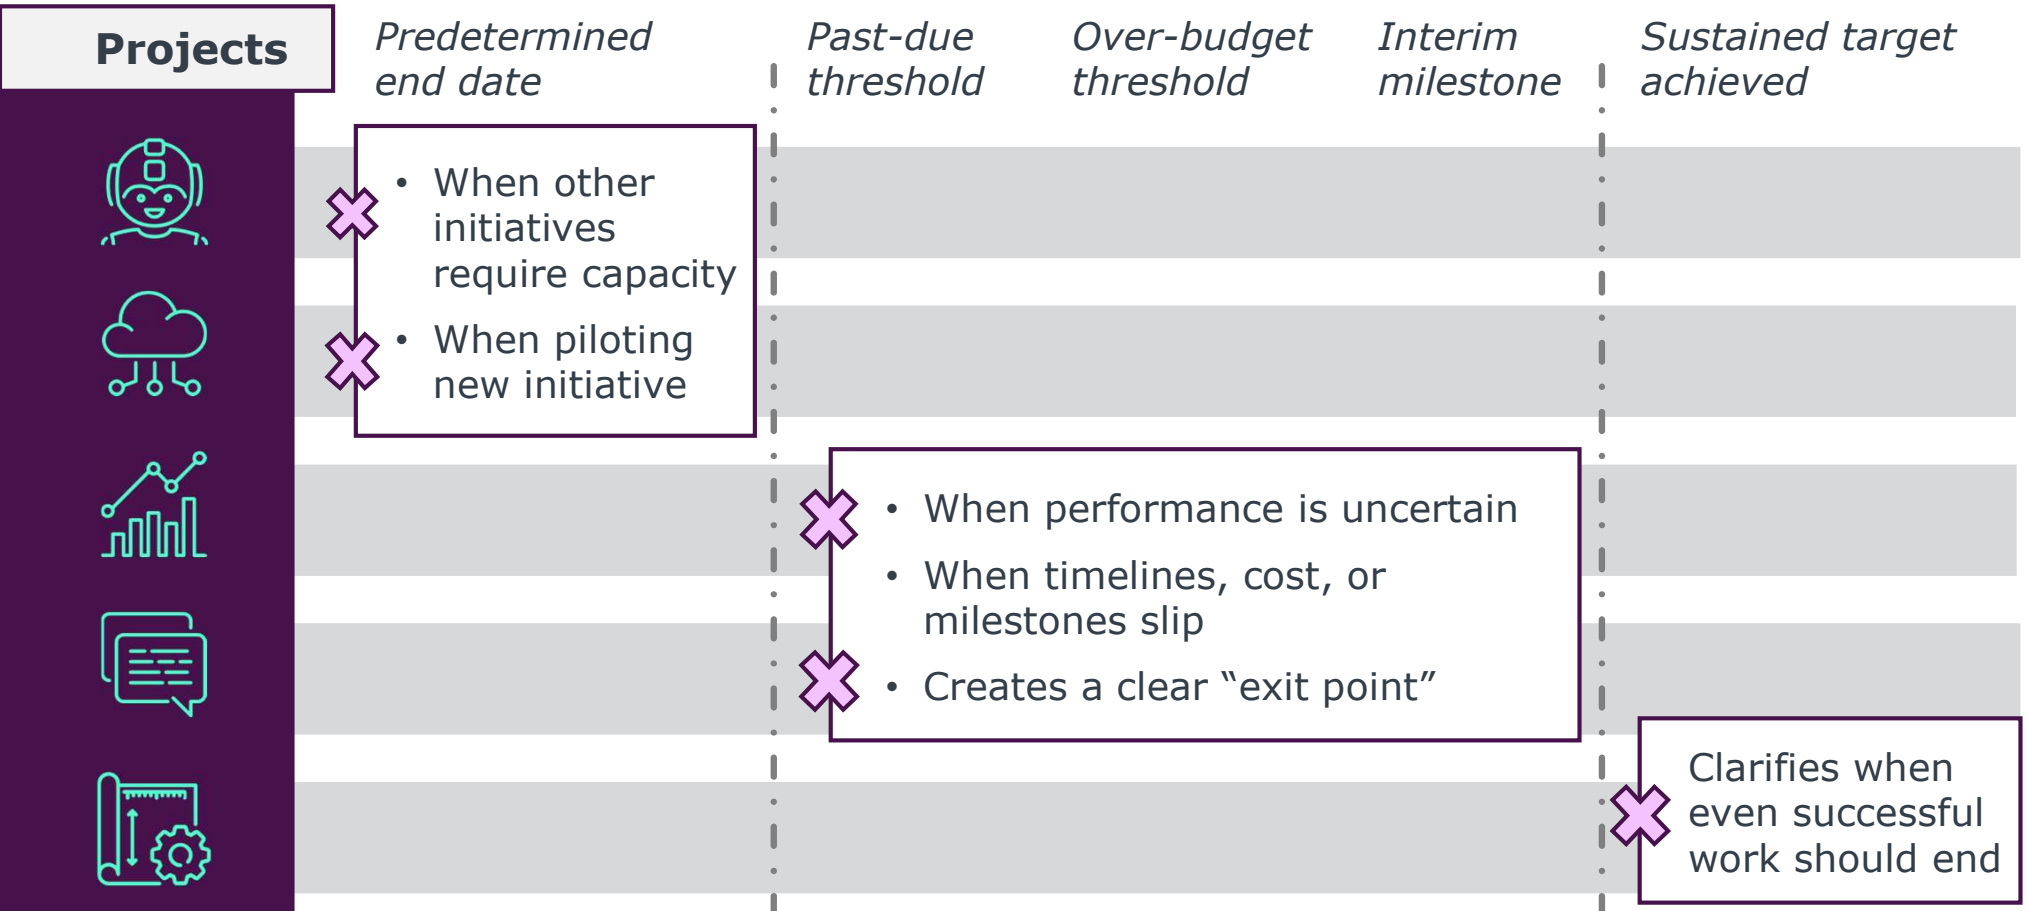 Projects
Predetermined
end date
Past-due
threshold
Over-budget
threshold
Interim
milestone
Sustained target
achieved
• When other
initiatives
require capacity
• When piloting
new initiative
• When performance is uncertain
• When timelines, cost, or
milestones slip
• Creates a clear “exit point”
Clarifies when
even successful
work should end